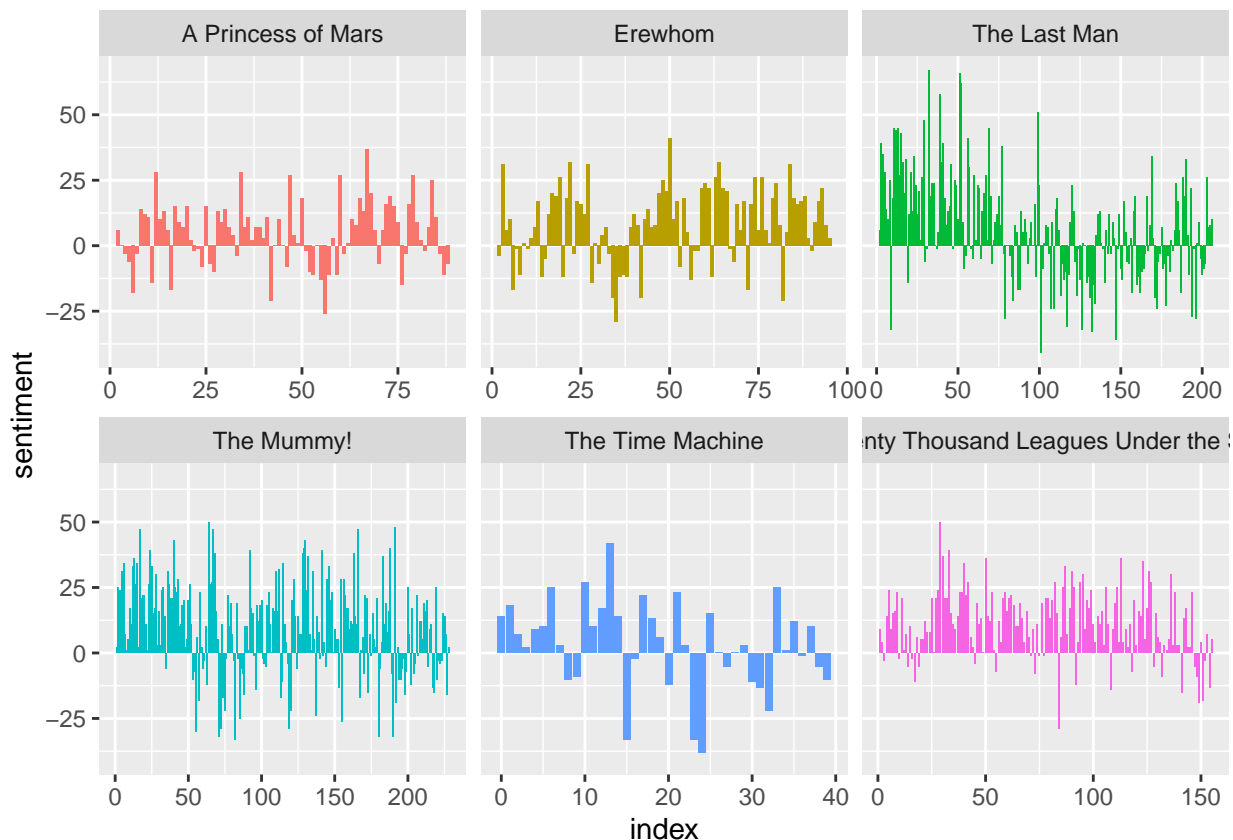 A Princess of Mars
Erewhom
The Last Man
50
25
0
−25
0 25 50 75
0 25 50 75 100
0 50 100 150 200
sentiment
The Mummy!
The Time Machine
enty Thousand Leagues Under the S
50
25
0
−25
0 50 100 150 200
0 10 20 30 40
0 50 100 150
index